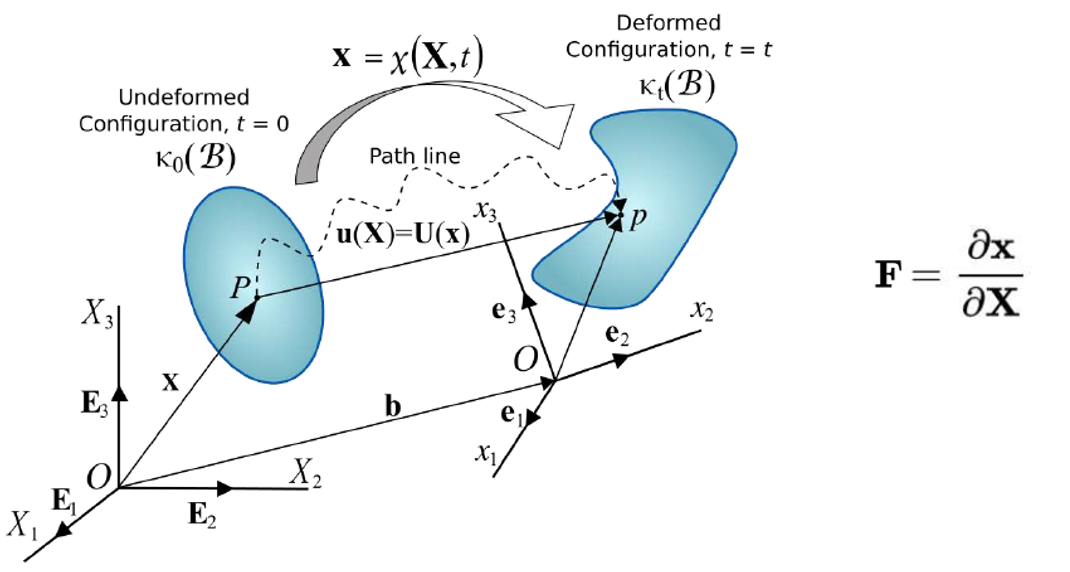 Deformed
Configuration, t = t
κt(ℬ)
x = χ(X,t)
Undeformed
Configuration, t = 0
κ0(ℬ)
Path line
x3
u(X)=U(x)
p
P
X3
e3
x2
e2
O
x
E3
b
e1
x1
O
X2
E1
E2
X1
F = ∂x/∂X